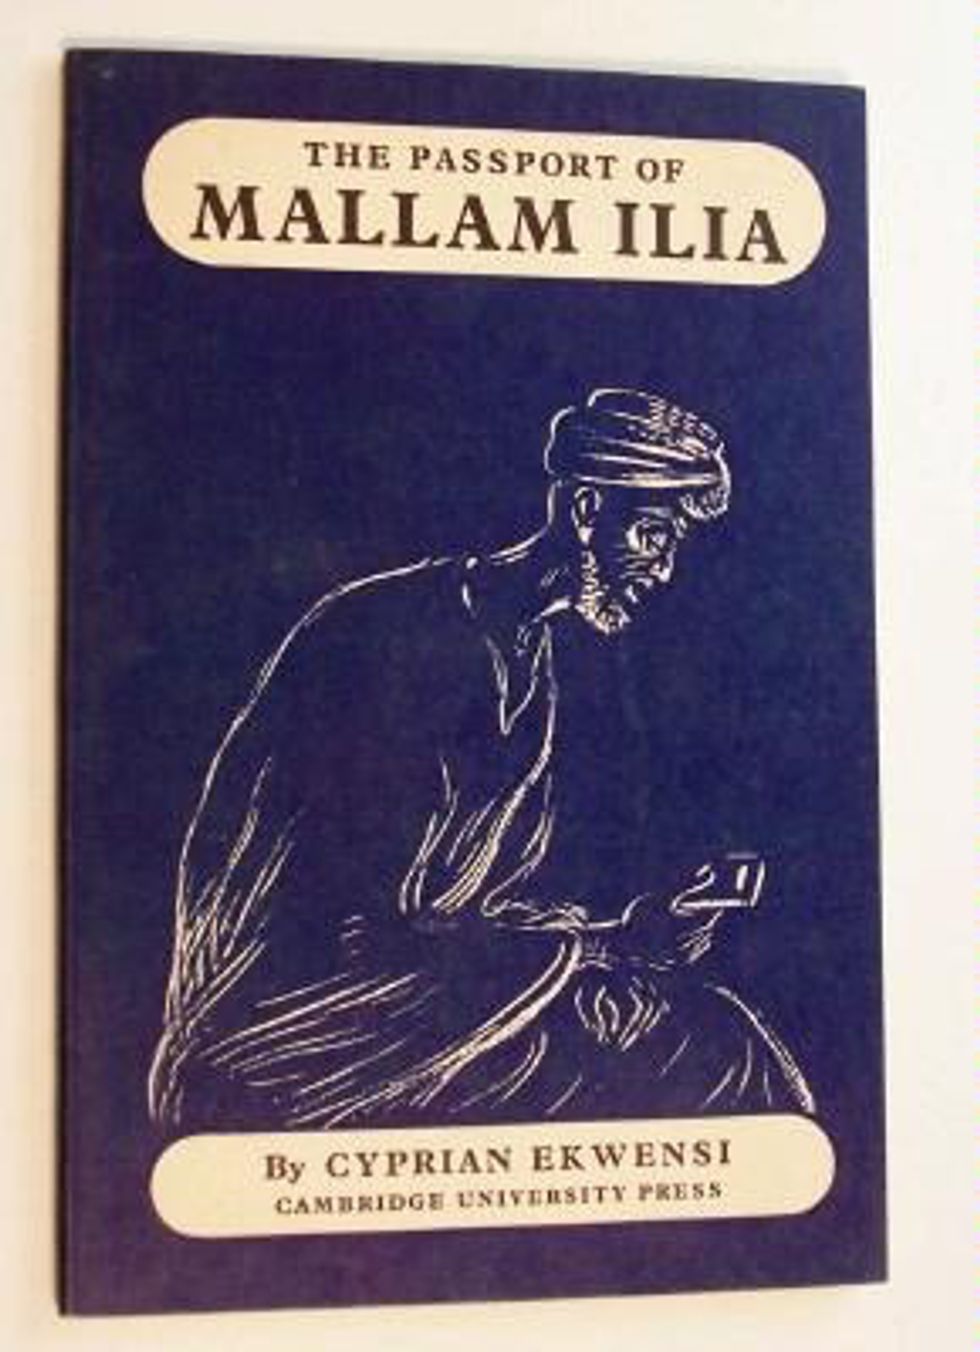 THE PASSPORT OF
MALLAM ILIA
By CYPRIAN EKWENSI
CAMBRIDGE UNIVERSITY PRESS